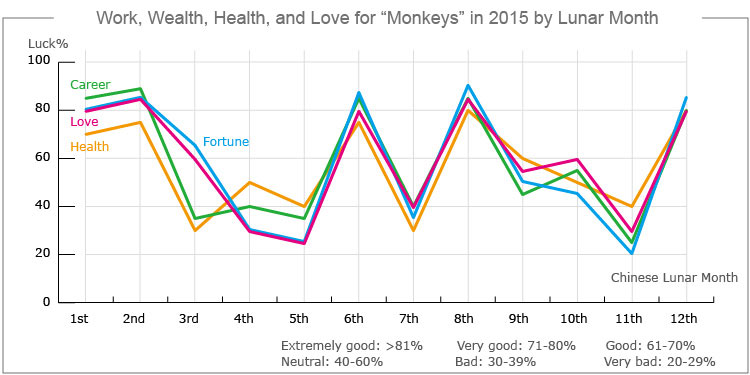 Work, Wealth, Health, and Love for “Monkeys” in 2015 by Lunar Month
Luck%
100
80
60
40
20
0
Career
Love
Health
Fortune
Chinese Lunar Month
1st 2nd 3rd 4th 5th 6th 7th 8th 9th 10th 11th 12th
Extremely good: >81% Very good: 71-80% Good: 61-70%
Neutral: 40-60% Bad: 30-39% Very bad: 20-29%